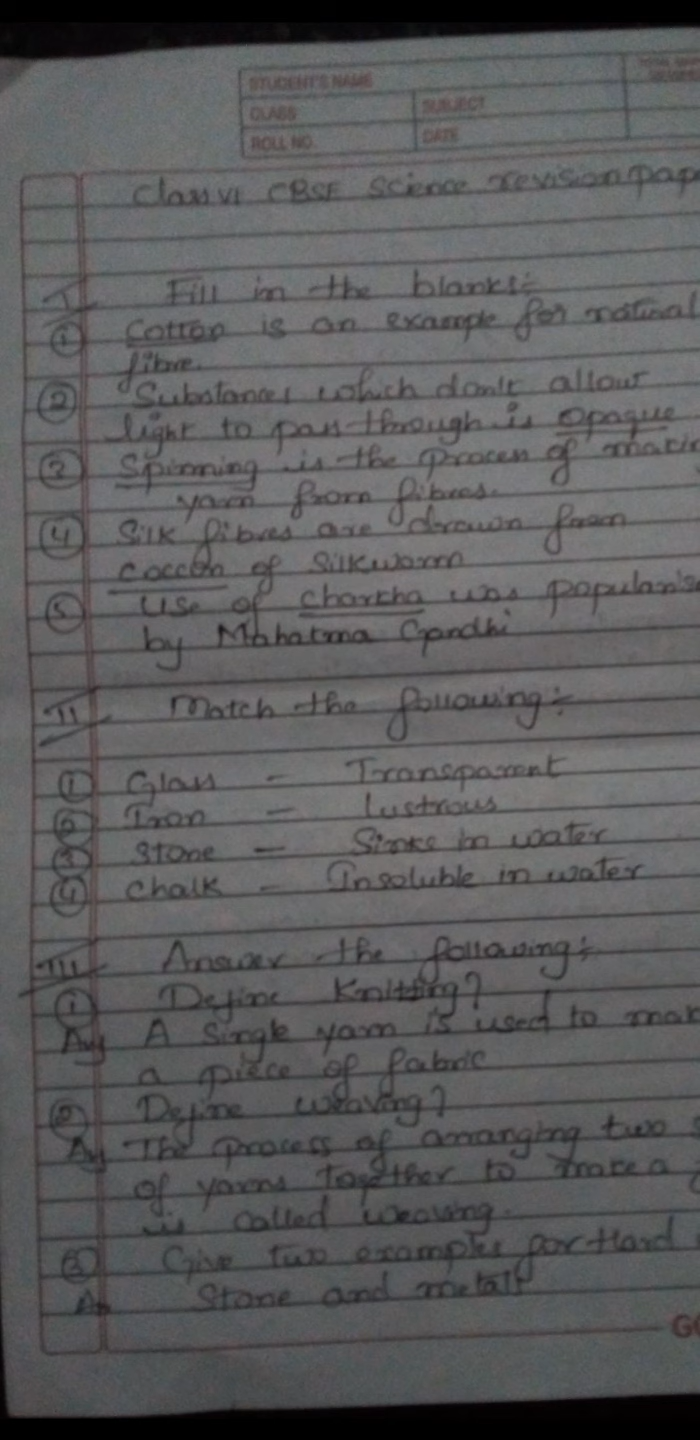 STUDENT'S NAME
CLASS
SUBJECT
ROLL NO.
DATE
Class VI CBSE Science revision pap
I Fill in the blanks:-
① Cotton is an example for natural
fibre.
② Substances which don't allow
light to pass through is opaque
③ Spinning is the process of makin
yarn from fibres.
④ Silk fibres are drawn from
coccon of silkworm
⑤ Use of charkha was popularis
by Mahatma Gandhi
II Match the following:-
① Glass - Transparent
② Iron - lustrous
③ Stone - Sinks in water
④ Chalk - Insoluble in water
III Answer the following:-
① Define Knitting?
Ans A Single yarn is used to mak
a piece of fabric
② Define weaving?
Ans The process of arranging two s
of yarns together to make a f
is called weaving.
③ Give two examples for Hard
An Stone and metal
GO